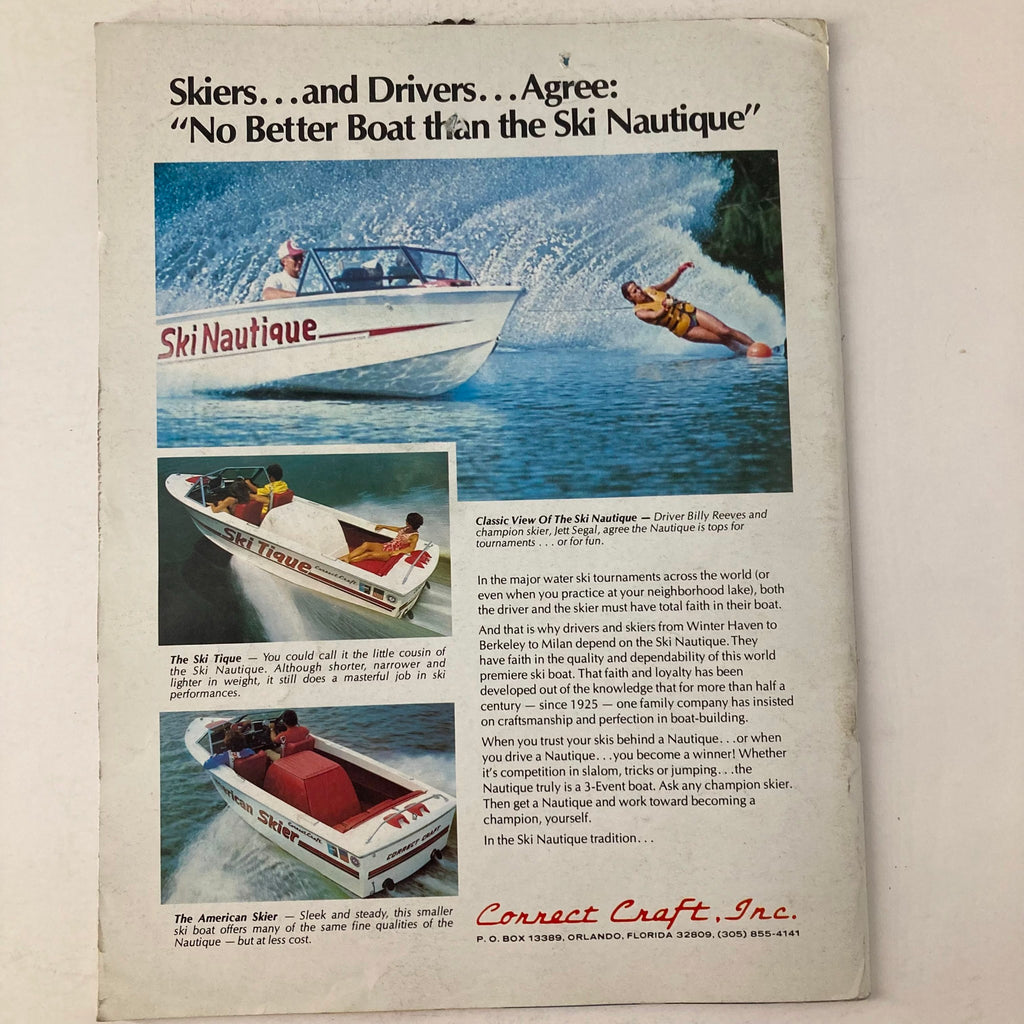 Skiers...and Drivers...Agree:
"No Better Boat than the Ski Nautique"
Ski Nautique
Classic View Of The Ski Nautique — Driver Billy Reeves and
champion skier, Jett Segal, agree the Nautique is tops for
tournaments . . . or for fun.
Ski Tique
Correct Craft
The Ski Tique — You could call it the little cousin of
the Ski Nautique. Although shorter, narrower and
lighter in weight, it still does a masterful job in ski
performances.
In the major water ski tournaments across the world (or
even when you practice at your neighborhood lake), both
the driver and the skier must have total faith in their boat.
And that is why drivers and skiers from Winter Haven to
Berkeley to Milan depend on the Ski Nautique. They
have faith in the quality and dependability of this world
premiere ski boat. That faith and loyalty has been
developed out of the knowledge that for more than half a
century — since 1925 — one family company has insisted
on craftsmanship and perfection in boat-building.
When you trust your skis behind a Nautique...or when
you drive a Nautique...you become a winner! Whether
it's competition in slalom, tricks or jumping...the
Nautique truly is a 3-Event boat. Ask any champion skier.
Then get a Nautique and work toward becoming a
champion, yourself.
In the Ski Nautique tradition...
rican Skier
Correct Craft
CORRECT CRAFT
The American Skier — Sleek and steady, this smaller
ski boat offers many of the same fine qualities of the
Nautique — but at less cost.
Correct Craft, Inc.
P. O. BOX 13389, ORLANDO, FLORIDA 32809, (305) 855-4141